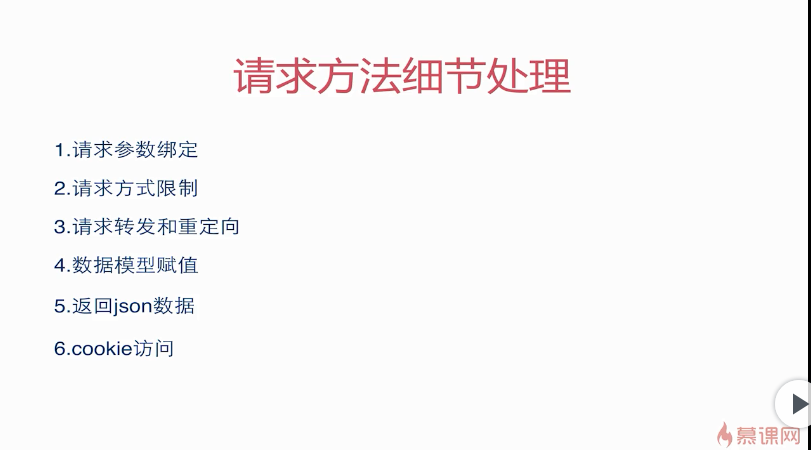 请求方法细节处理
1.请求参数绑定
2.请求方式限制
3.请求转发和重定向
4.数据模型赋值
5.返回json数据
6.cookie访问
慕课网